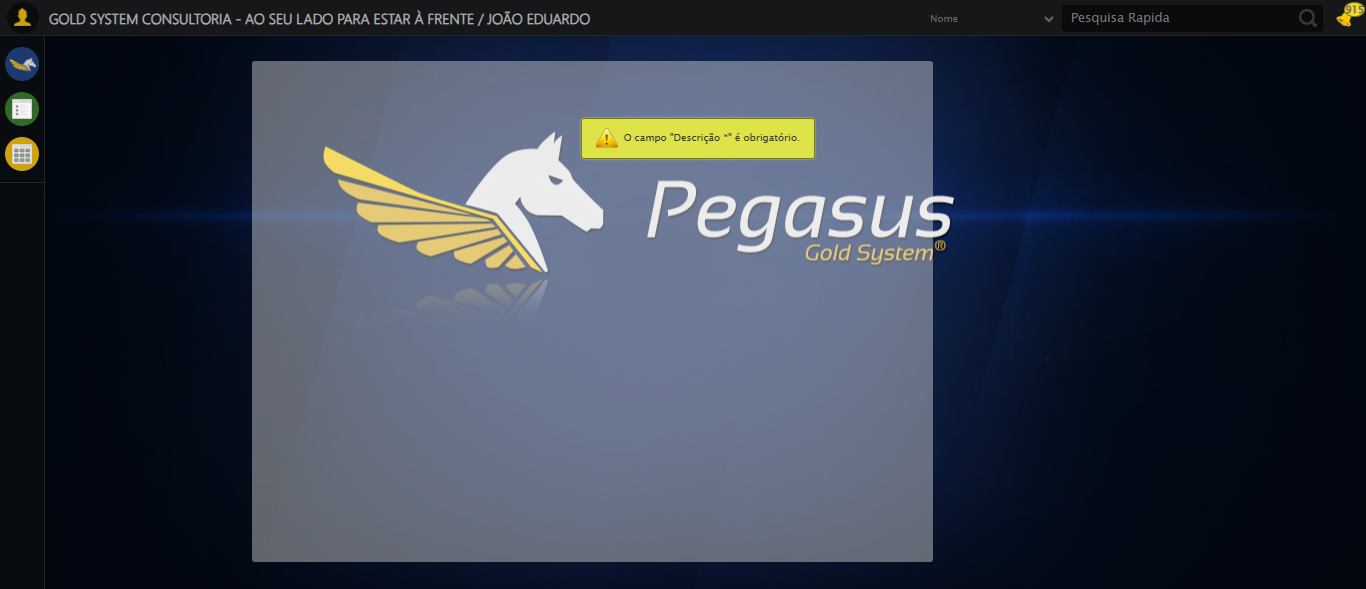 GOLD SYSTEM CONSULTORIA - AO SEU LADO PARA ESTAR À FRENTE / JOÃO EDUARDO
Nome
Pesquisa Rapida
915
O campo "Descrição *" é obrigatório.
Pegasus
Gold System®